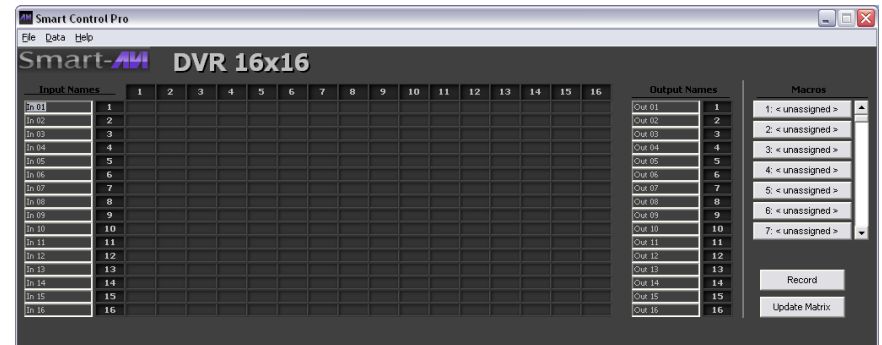 Smart Control Pro
File Data Help
Smart-AVI DVR 16x16
Input Names 1 2 3 4 5 6 7 8 9 10 11 12 13 14 15 16 Output Names Macros
In 01 1 Out 01 1 1: < unassigned >
In 02 2 Out 02 2 2: < unassigned >
In 03 3 Out 03 3 3: < unassigned >
In 04 4 Out 04 4 4: < unassigned >
In 05 5 Out 05 5 5: < unassigned >
In 06 6 Out 06 6 6: < unassigned >
In 07 7 Out 07 7 7: < unassigned >
In 08 8 Out 08 8
In 09 9 Out 09 9
In 10 10 Out 10 10
In 11 11 Out 11 11
In 12 12 Out 12 12
In 13 13 Out 13 13
In 14 14 Out 14 14 Record
In 15 15 Out 15 15 Update Matrix
In 16 16 Out 16 16